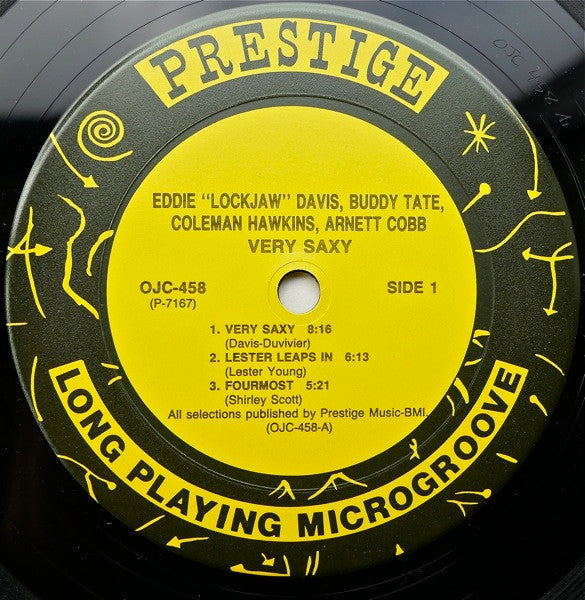 PRESTIGE
EDDIE "LOCKJAW" DAVIS, BUDDY TATE,
COLEMAN HAWKINS, ARNETT COBB
VERY SAXY
OJC-458
(P-7167)
SIDE 1
1. VERY SAXY 8:16
(Davis-Duvivier)
2. LESTER LEAPS IN 6:13
(Lester Young)
3. FOURMOST 5:21
(Shirley Scott)
All selections published by Prestige Music-BMI.
(OJC-458-A)
LONG PLAYING MICROGROOVE